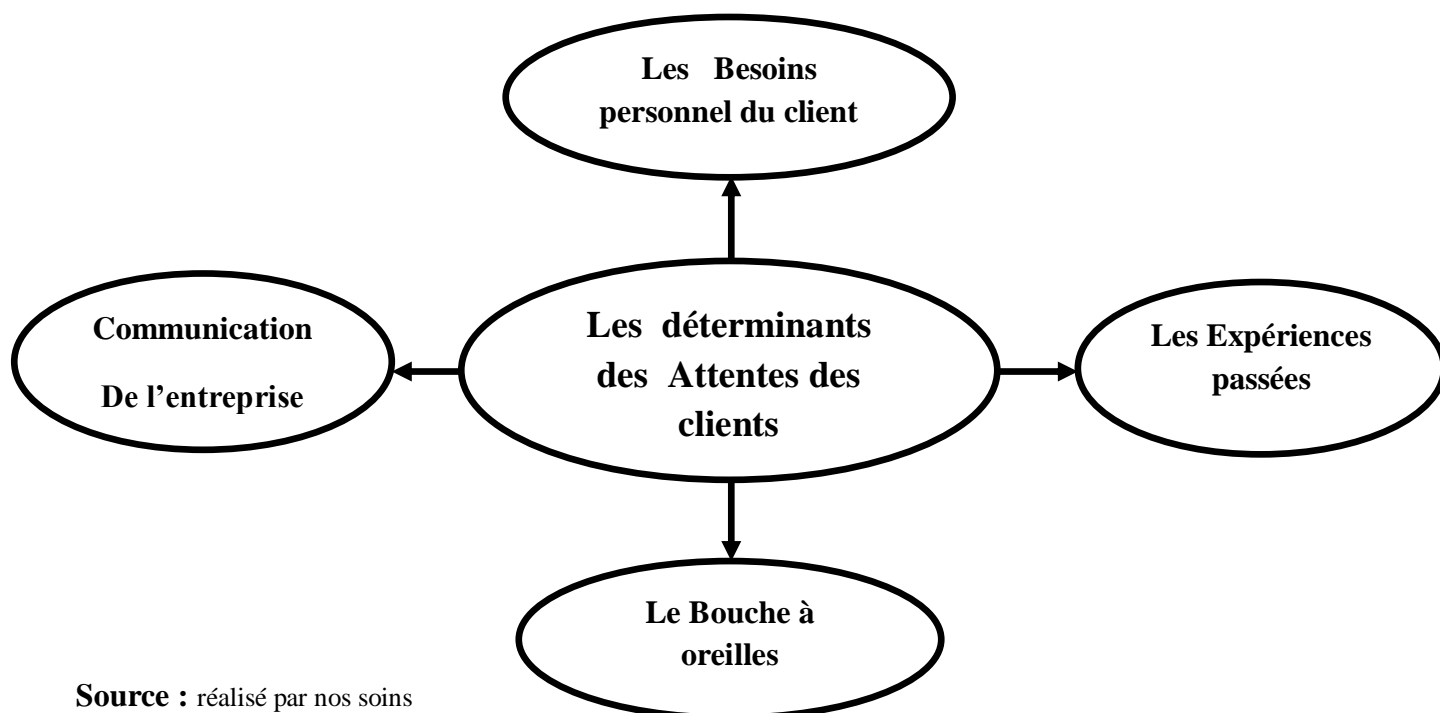 Les Besoins
personnel du client
Communication
De l’entreprise
Les déterminants
des Attentes des
clients
Les Expériences
passées
Le Bouche à
oreilles
Source : réalisé par nos soins